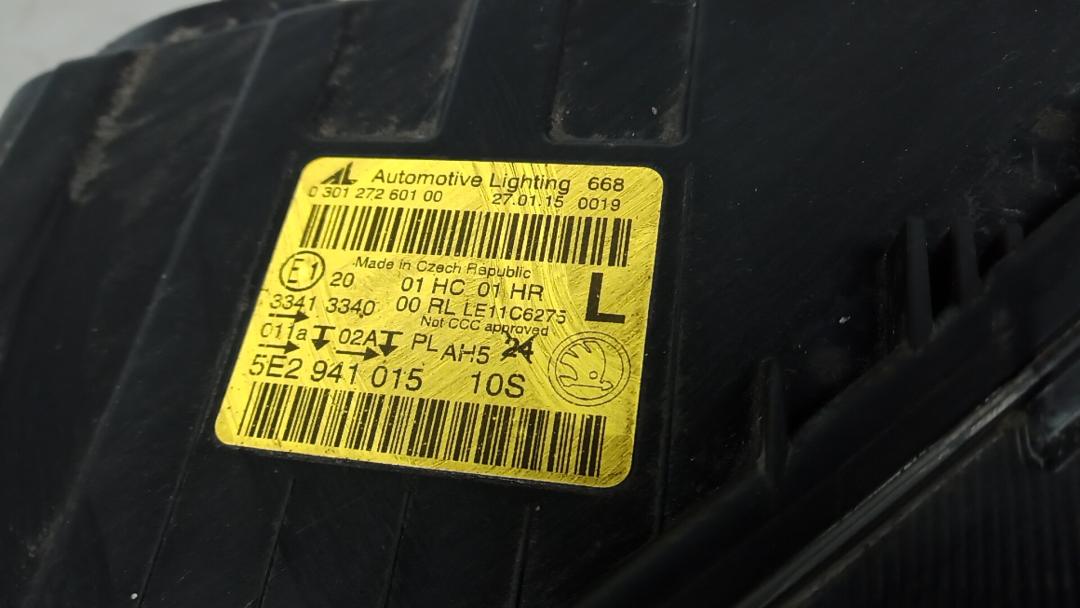 AL Automotive Lighting 668
0 301 272 601 00 27.01.15 0019
Made in Czech Republic
E1 20 01 HC 01 HR L
3341 3340 00 RL LE11C6275
Not CCC approved
011a 02A PL AH5 24
5E2 941 015 10S